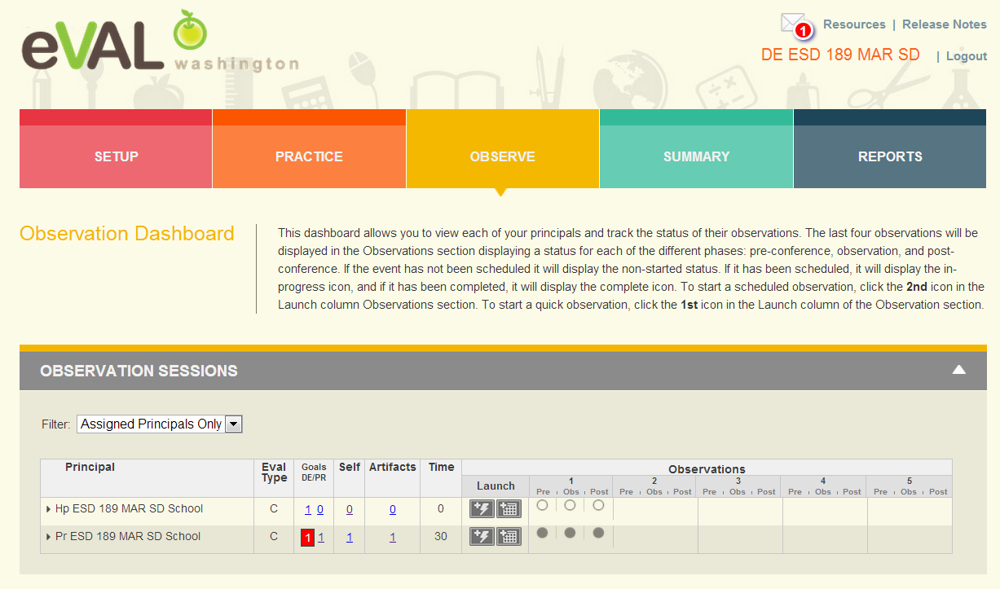 eVAL
washington
1
Resources | Release Notes
DE ESD 189 MAR SD | Logout
SETUP
PRACTICE
OBSERVE
SUMMARY
REPORTS
Observation Dashboard
This dashboard allows you to view each of your principals and track the status of their observations. The last four observations will be
displayed in the Observations section displaying a status for each of the different phases: pre-conference, observation, and post-
conference. If the event has not been scheduled it will display the non-started status. If it has been scheduled, it will display the in-
progress icon, and if it has been completed, it will display the complete icon. To start a scheduled observation, click the 2nd icon in the
Launch column Observations section. To start a quick observation, click the 1st icon in the Launch column of the Observation section.
OBSERVATION SESSIONS
Filter: Assigned Principals Only
Principal
Eval
Type
Goals
DE/PR
Self
Artifacts
Time
Observations
Launch
1
2
3
4
5
Pre Obs Post Pre Obs Post Pre Obs Post Pre Obs Post Pre Obs Post
Hp ESD 189 MAR SD School C 1 0 0 0 0
Pr ESD 189 MAR SD School C 1 1 1 1 30